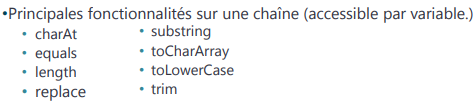 •Principales fonctionnalités sur une chaîne (accessible par variable.)
• charAt
• equals
• length
• replace
• substring
• toCharArray
• toLowerCase
• trim